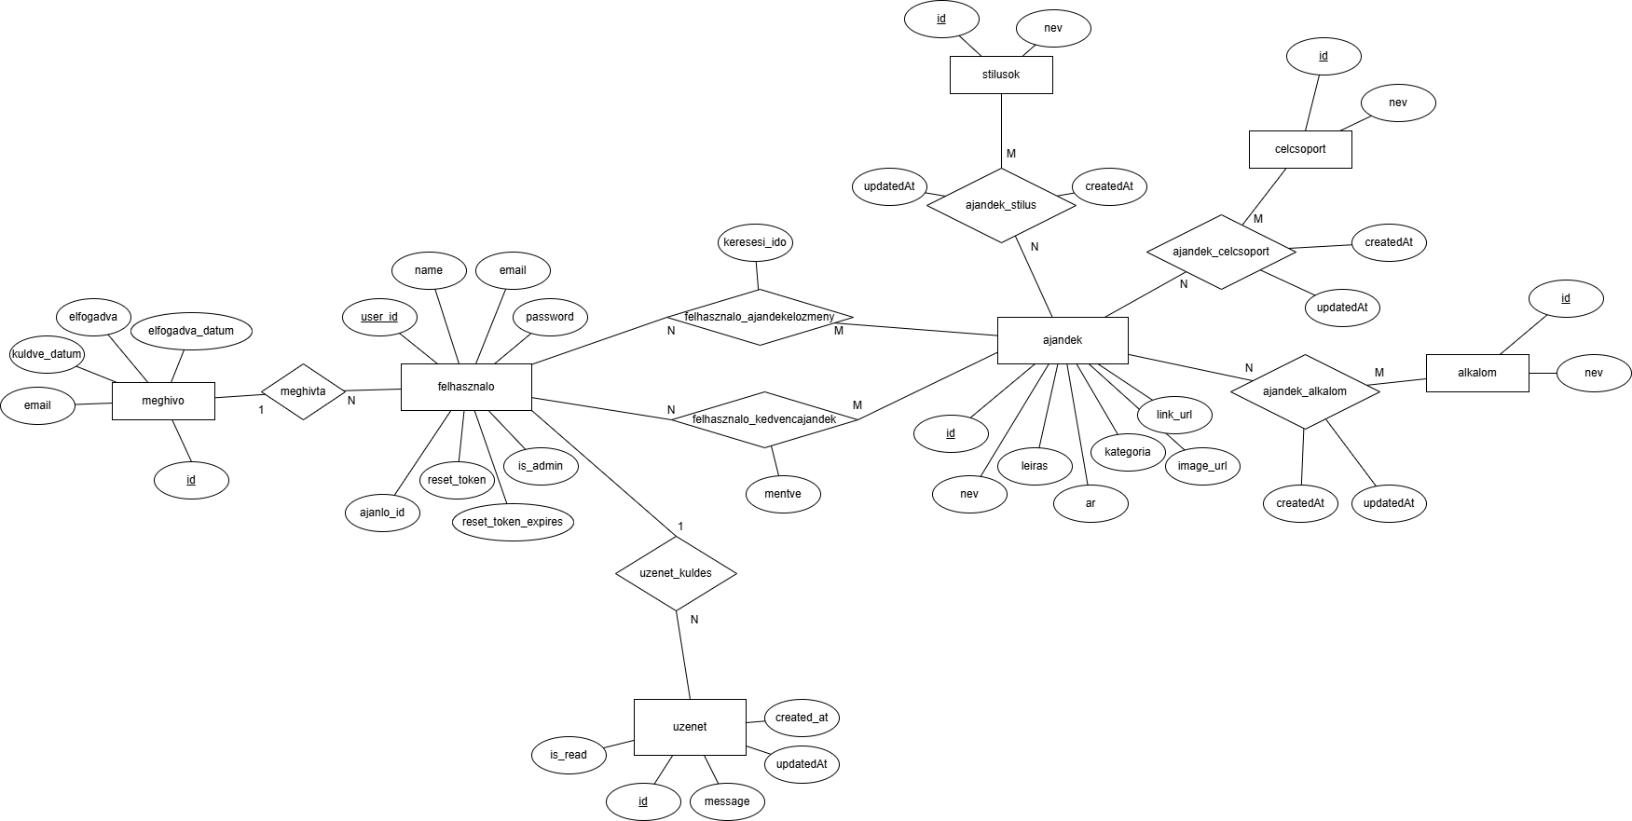 id
nev
stilusok
id
nev
celcsoport
M
updatedAt
createdAt
ajandek_stilus
N
M
ajandek_celcsoport
createdAt
N
updatedAt
keresesi_ido
name
email
user_id
password
elfogadva
elfogadva_datum
kuldve_datum
email
meghivo
id
1
meghivta
N
felhasznalo
N
felhasznalo_ajandekelozmeny
M
ajandek
id
N
ajandek_alkalom
M
alkalom
nev
N
felhasznalo_kedvencajandek
M
mentve
id
nev
leiras
ar
kategoria
link_url
image_url
createdAt
updatedAt
ajanlo_id
reset_token
reset_token_expires
is_admin
1
uzenet_kuldes
N
uzenet
created_at
updatedAt
is_read
id
message